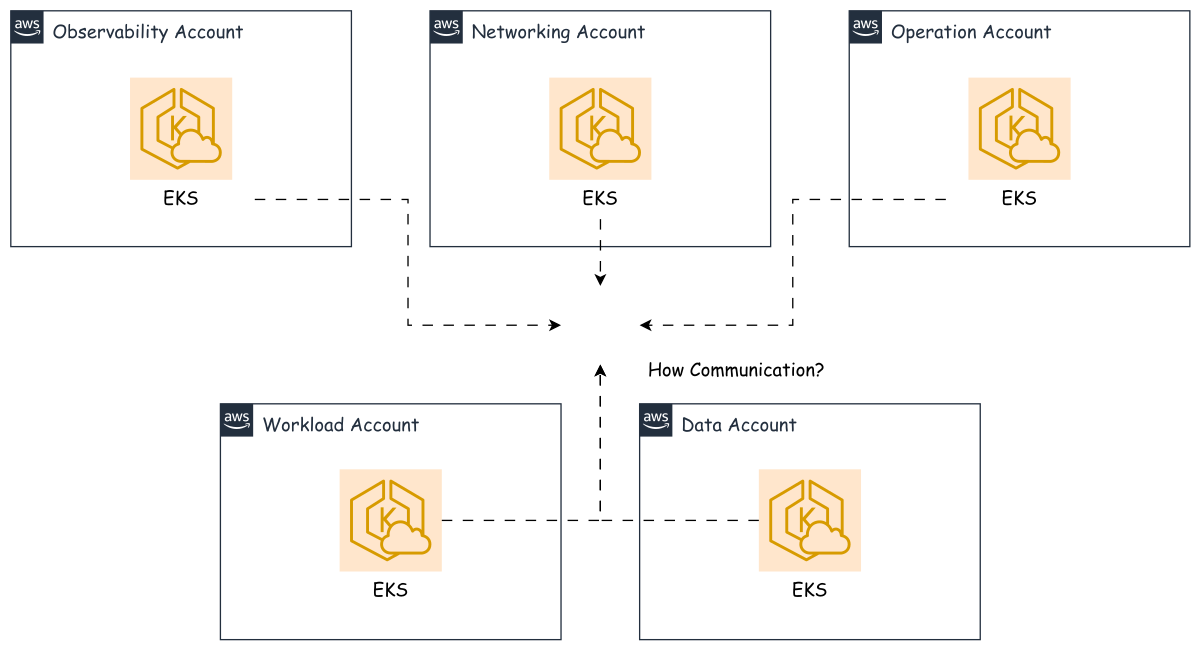 aws Observability Account
aws Networking Account
aws Operation Account
K
K
K
EKS
EKS
EKS
How Communication?
aws Workload Account
aws Data Account
K
K
EKS
EKS